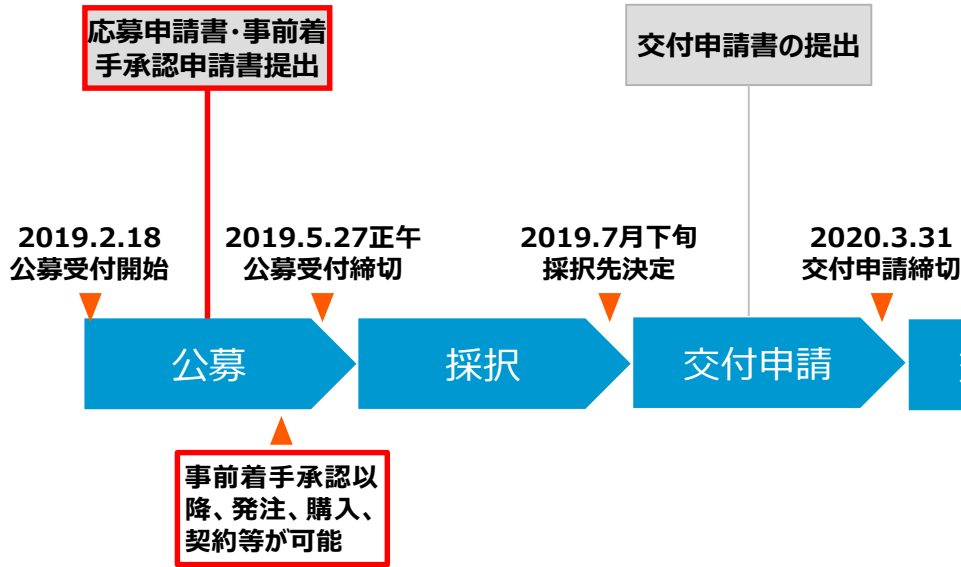 応募申請書・事前着
手承認申請書提出
交付申請書の提出
2019.2.18
公募受付開始
2019.5.27正午
公募受付締切
2019.7月下旬
採択先決定
2020.3.31
交付申請締切
公募
採択
交付申請
事前着手承認以
降、発注、購入、
契約等が可能